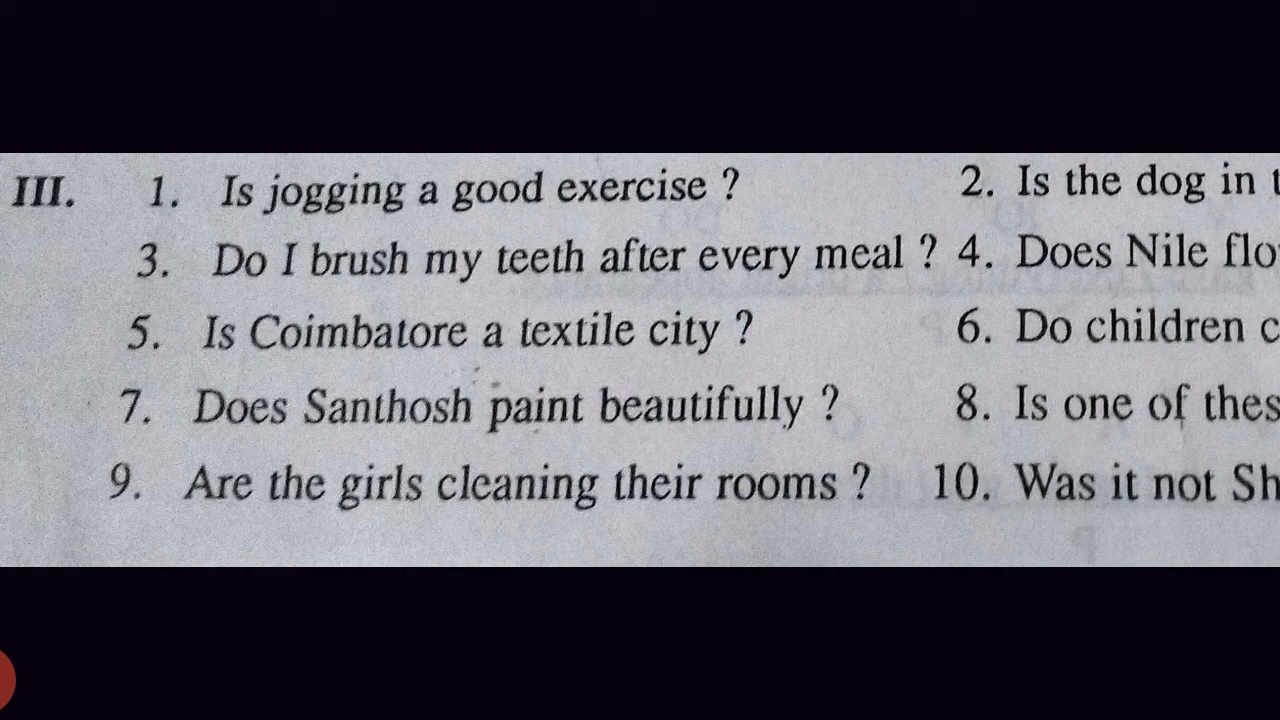 III. 1. Is jogging a good exercise ? 2. Is the dog in
3. Do I brush my teeth after every meal ? 4. Does Nile
5. Is Coimbatore a textile city ? 6. Do children
7. Does Santhosh paint beautifully ? 8. Is one of
9. Are the girls cleaning their rooms ? 10. Was it not